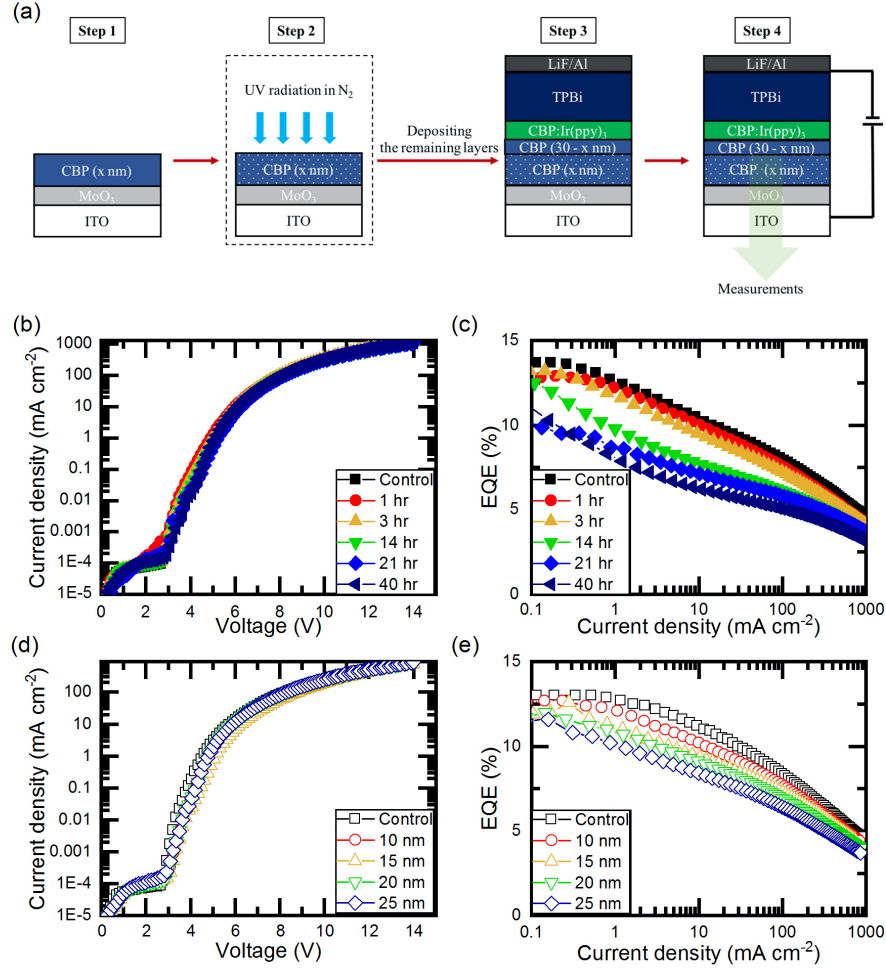 (a)
Step 1
Step 2
Step 3
Step 4
UV radiation in N₂
CBP (x nm)
MoO₃
ITO
CBP (x nm)
MoO₃
ITO
Depositing
the remaining layers
LiF/Al
TPBi
CBP:Ir(ppy)₃
CBP (30 - x nm)
CBP (x nm)
MoO₃
ITO
LiF/Al
TPBi
CBP:Ir(ppy)₃
CBP (30 - x nm)
CBP (x nm)
MoO₃
ITO
Measurements
(b)
Current density (mA cm⁻²)
1000
100
10
1
0.1
0.01
0.001
1E-4
1E-5
0 2 4 6 8 10 12 14
Voltage (V)
Control
1 hr
3 hr
14 hr
21 hr
40 hr
(c)
EQE (%)
15
10
5
0
0.1 1 10 100 1000
Current density (mA cm⁻²)
Control
1 hr
3 hr
14 hr
21 hr
40 hr
(d)
Current density (mA cm⁻²)
100
10
1
0.1
0.01
0.001
1E-4
1E-5
0 2 4 6 8 10 12 14
Voltage (V)
Control
10 nm
15 nm
20 nm
25 nm
(e)
EQE (%)
15
10
5
0
0.1 1 10 100 1000
Current density (mA cm⁻²)
Control
10 nm
15 nm
20 nm
25 nm